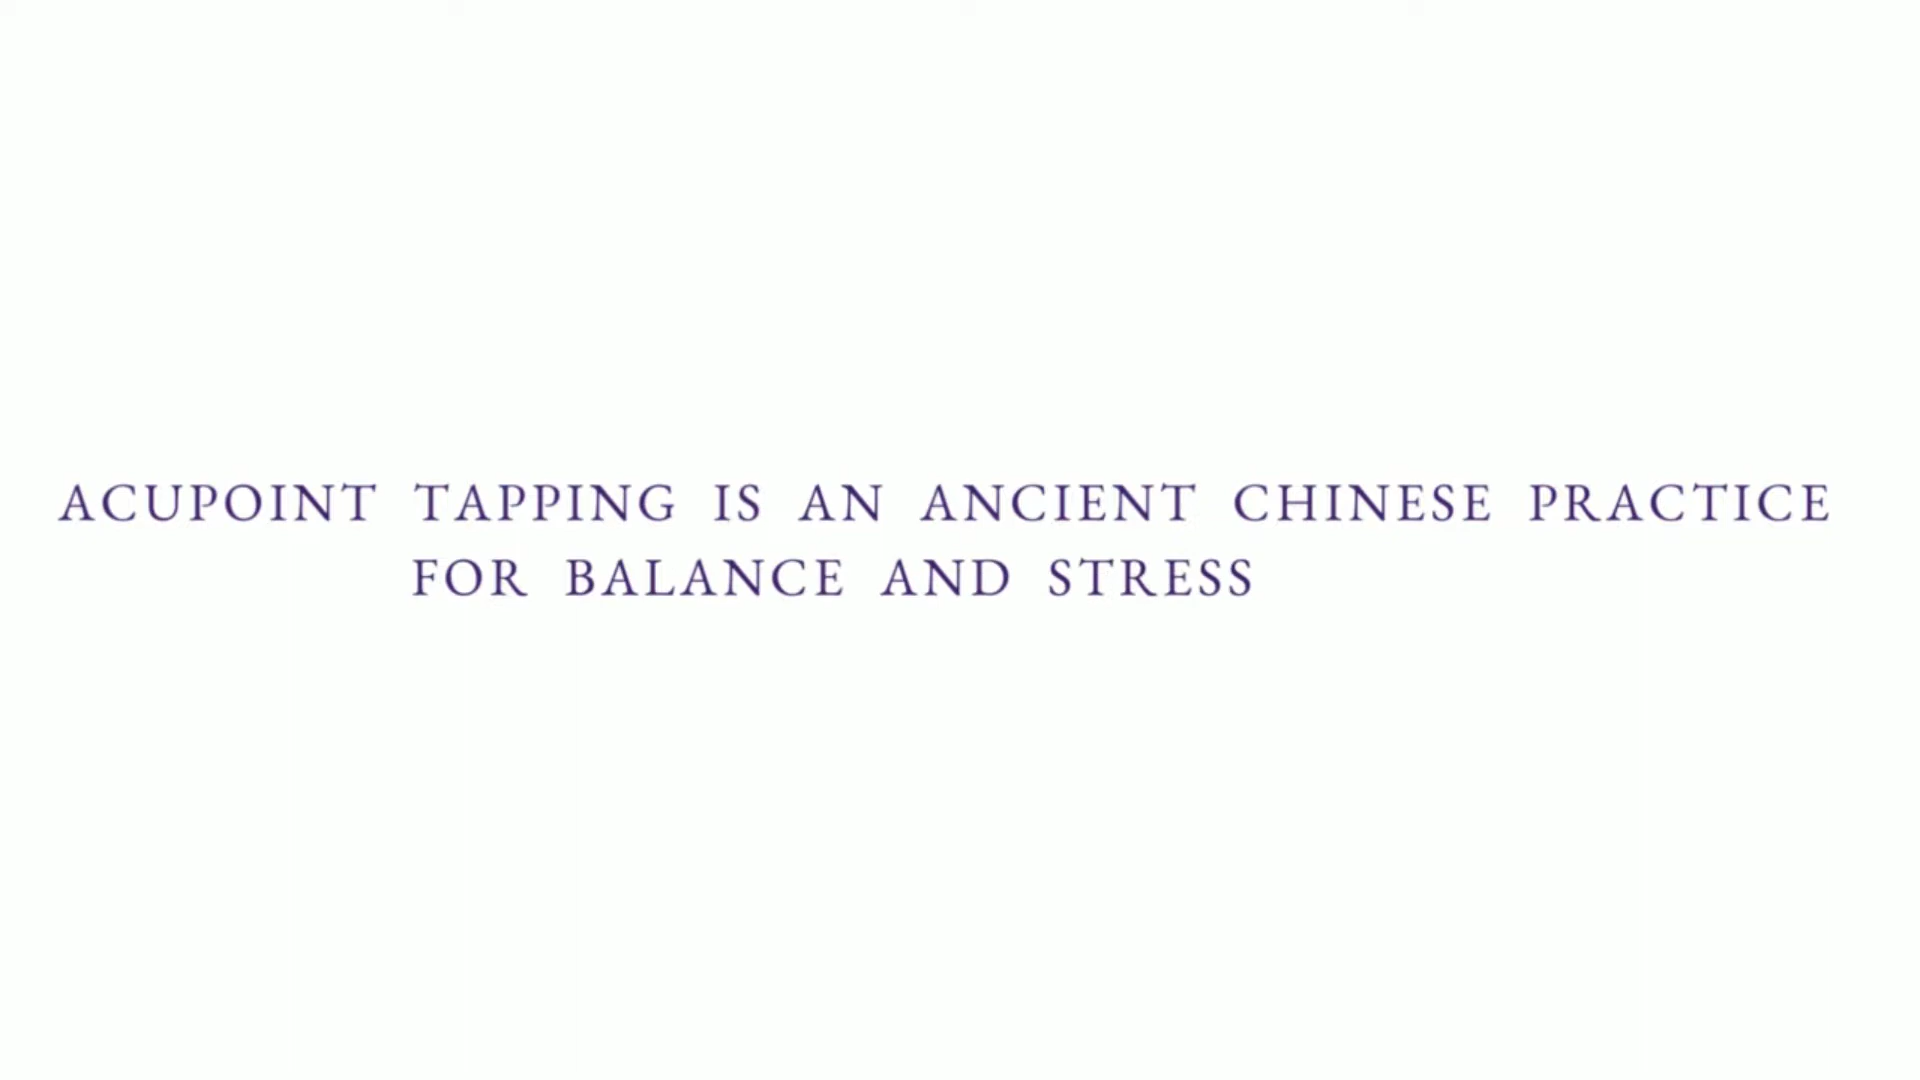 ACUPOINT TAPPING IS AN ANCIENT CHINESE PRACTICE
FOR BALANCE AND STRESS